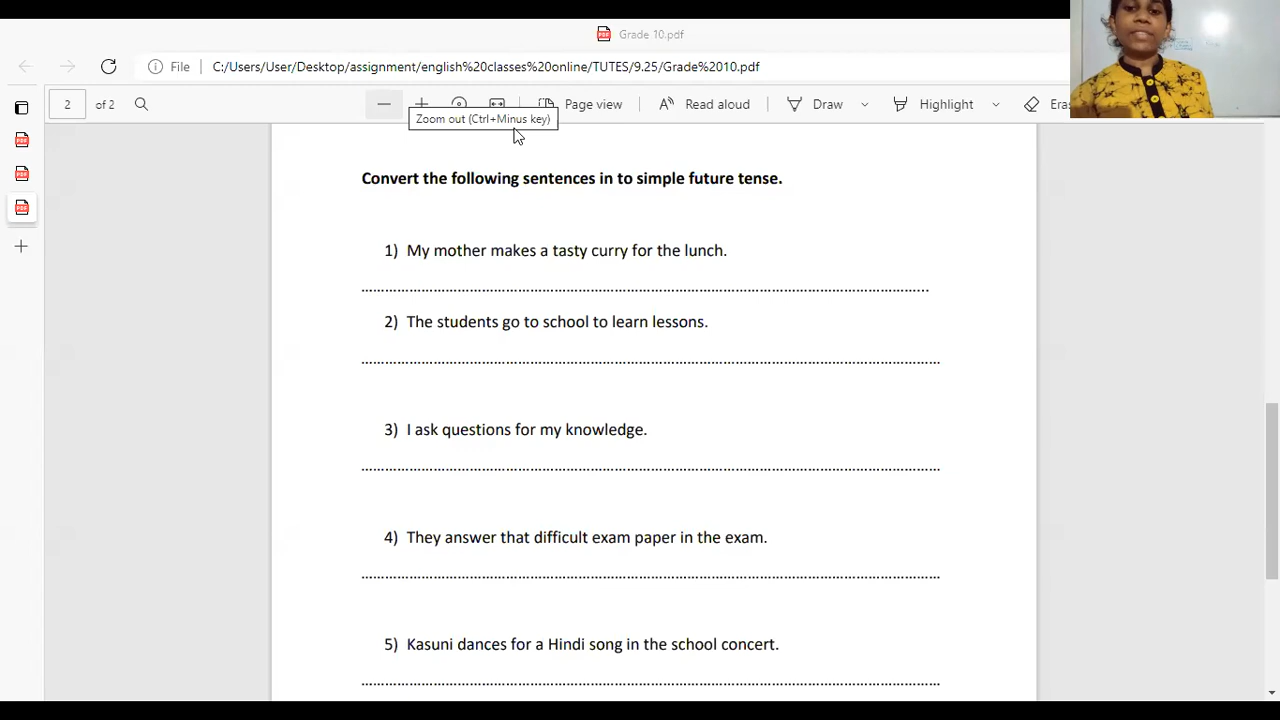 Grade 10.pdf
File C:/Users/User/Desktop/assignment/english%20classes%20online/TUTES/9.25/Grade%2010.pdf
2 of 2 Page view Read aloud Draw Highlight
Zoom out (Ctrl+Minus key)
Convert the following sentences in to simple future tense.
1) My mother makes a tasty curry for the lunch.
2) The students go to school to learn lessons.
3) I ask questions for my knowledge.
4) They answer that difficult exam paper in the exam.
5) Kasuni dances for a Hindi song in the school concert.